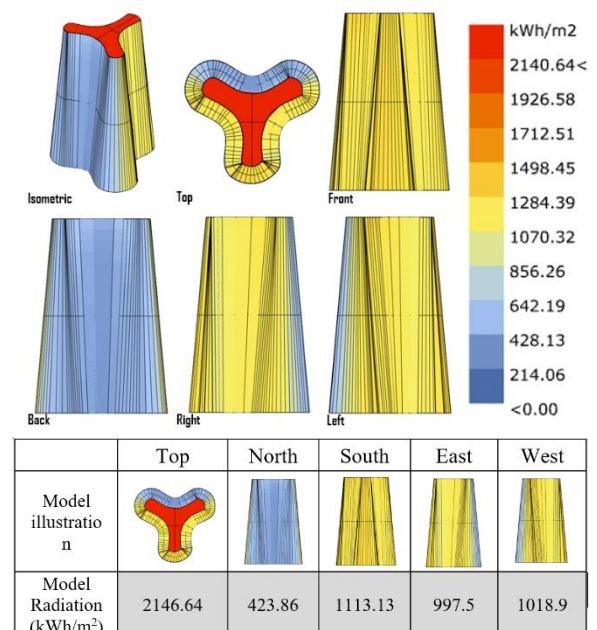 kWh/m2
2140.64<
1926.58
1712.51
1498.45
1284.39
1070.32
856.26
642.19
428.13
214.06
<0.00
Isometric
Top
Front
Back
Right
Left
Top North South East West
Model
illustratio
n
Model
Radiation
(kWh/m²)
2146.64 423.86 1113.13 997.5 1018.9